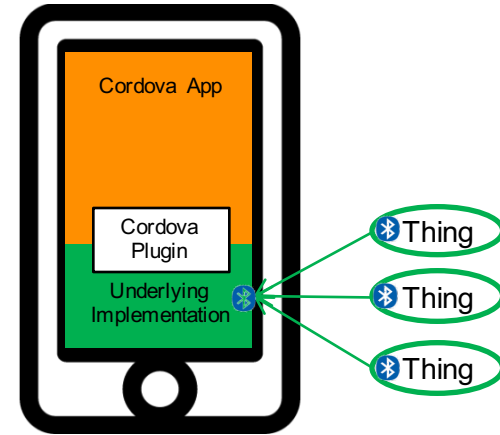 Cordova App
Cordova
Plugin
Underlying
Implementation
Thing
Thing
Thing